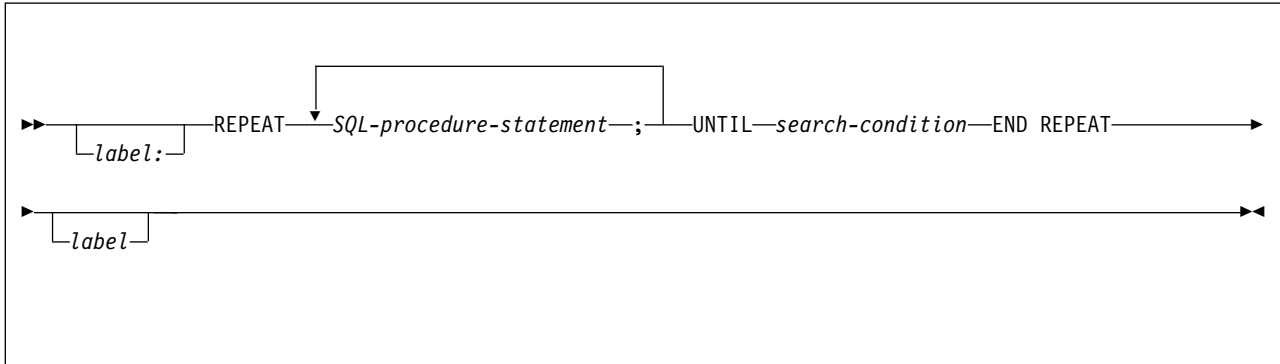 REPEAT SQL-procedure-statement ; UNTIL search-condition END REPEAT
label:
label